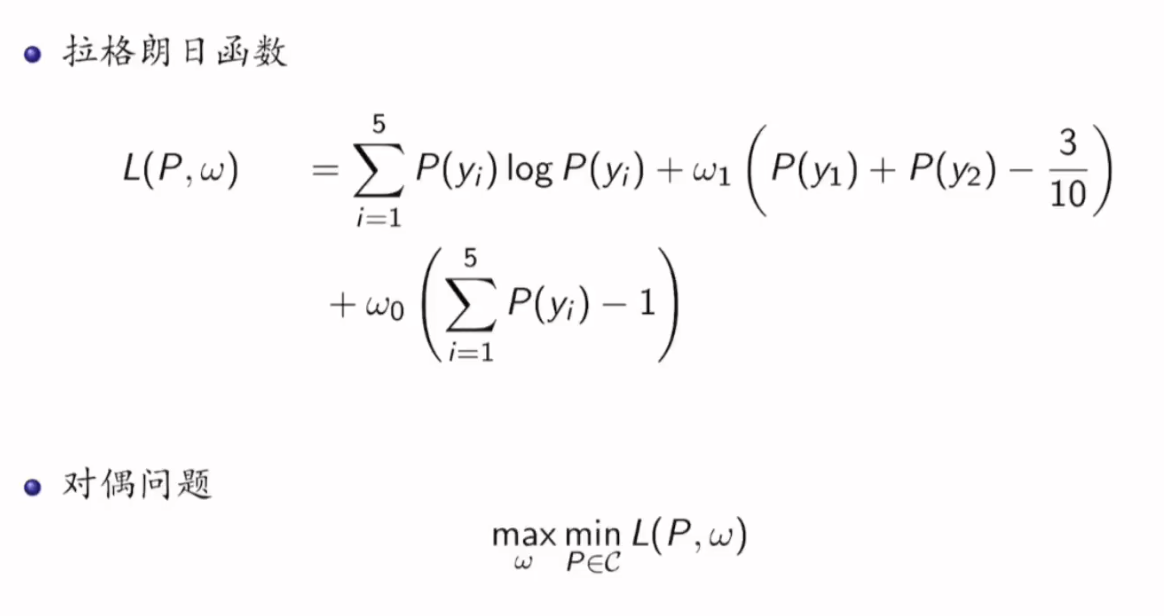 • 拉格朗日函数
L(P, ω) = ∑_{i=1}^{5} P(y_i) log P(y_i) + ω_1 ( P(y_1) + P(y_2) − 3/10 )
+ ω_0 ( ∑_{i=1}^{5} P(y_i) − 1 )
• 对偶问题
max_{ω} min_{P∈𝒞} L(P, ω)